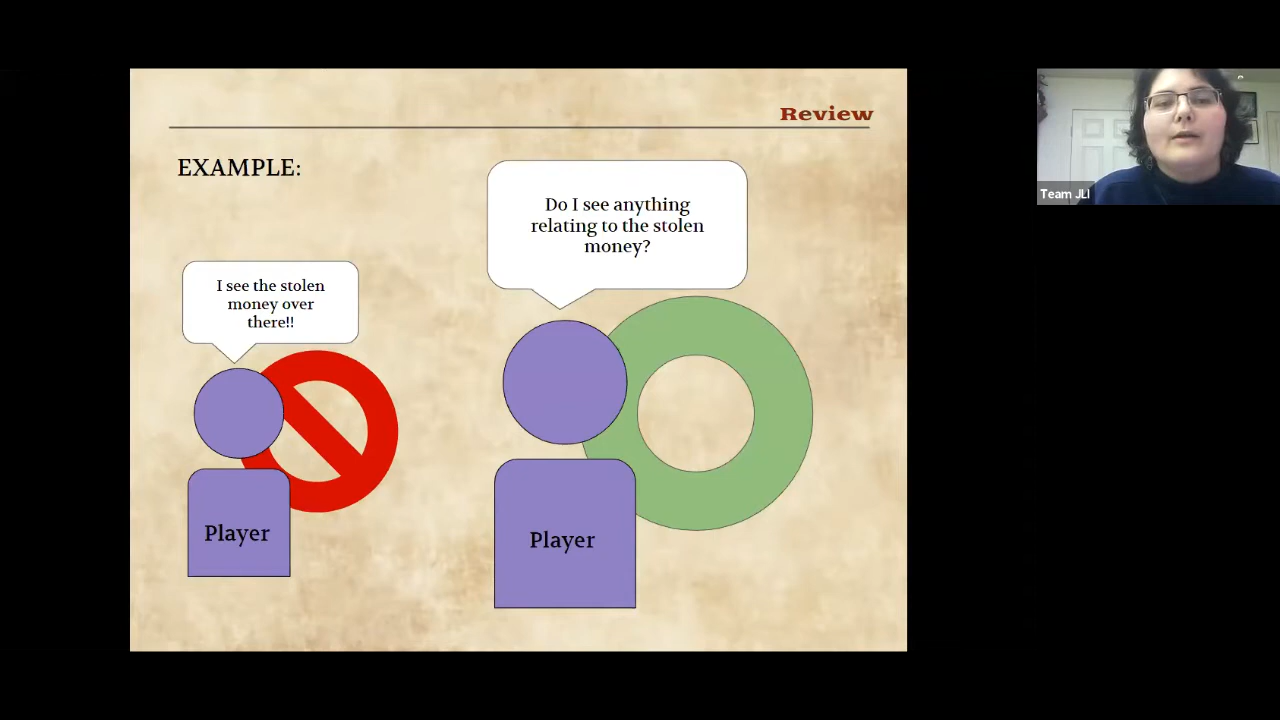 Review
EXAMPLE:
Do I see anything
relating to the stolen
money?
I see the stolen
money over
there!!
Player
Player
Team JLI